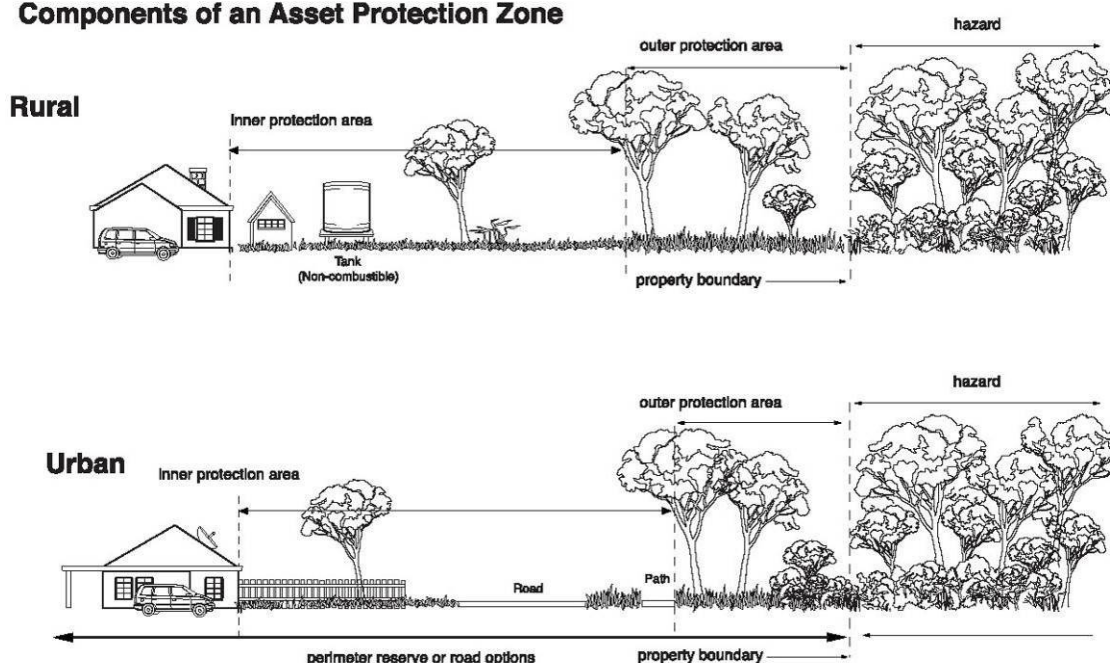 Components of an Asset Protection Zone
hazard
outer protection area
Rural
Inner protection area
Tank
(Non-combustible)
property boundary
hazard
outer protection area
Urban
Inner protection area
Road
Path
perimeter reserve or road options
property boundary